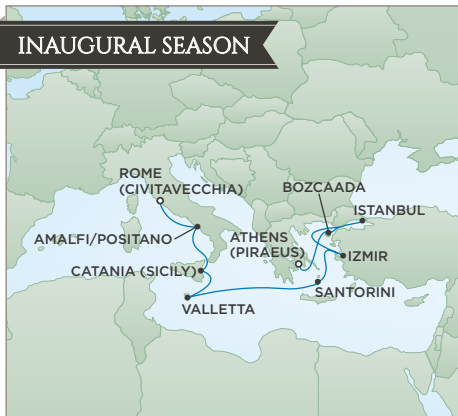 INAUGURAL SEASON
ROME
(CIVITAVECCHIA)
BOZCAADA
ISTANBUL
AMALFI/POSITANO
ATHENS
(PIRAEUS)
IZMIR
CATANIA (SICILY)
SANTORINI
VALLETTA